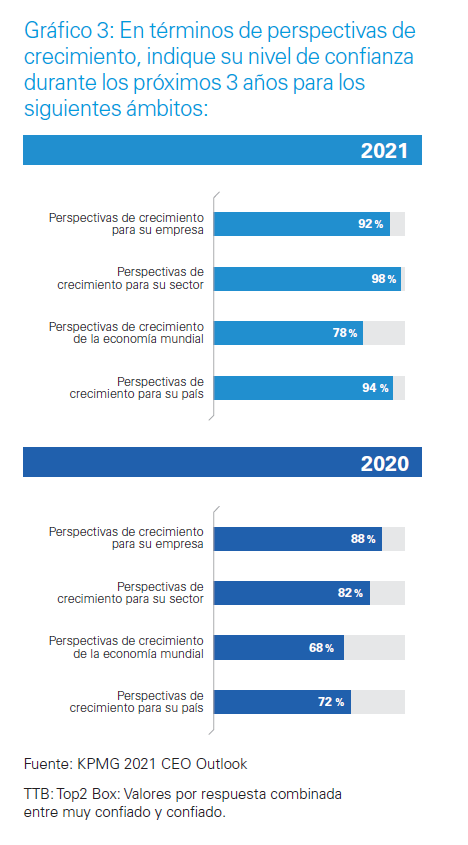 Gráfico 3: En términos de perspectivas de
crecimiento, indique su nivel de confianza
durante los próximos 3 años para los
siguientes ámbitos:
2021
Perspectivas de crecimiento
para su empresa
92 %
Perspectivas de
crecimiento para su sector
98 %
Perspectivas de crecimiento
de la economía mundial
78 %
Perspectivas de
crecimiento para su país
94 %
2020
Perspectivas de crecimiento
para su empresa
88 %
Perspectivas de
crecimiento para su sector
82 %
Perspectivas de crecimiento
de la economía mundial
68 %
Perspectivas de
crecimiento para su país
72 %
Fuente: KPMG 2021 CEO Outlook
TTB: Top2 Box: Valores por respuesta combinada
entre muy confiado y confiado.